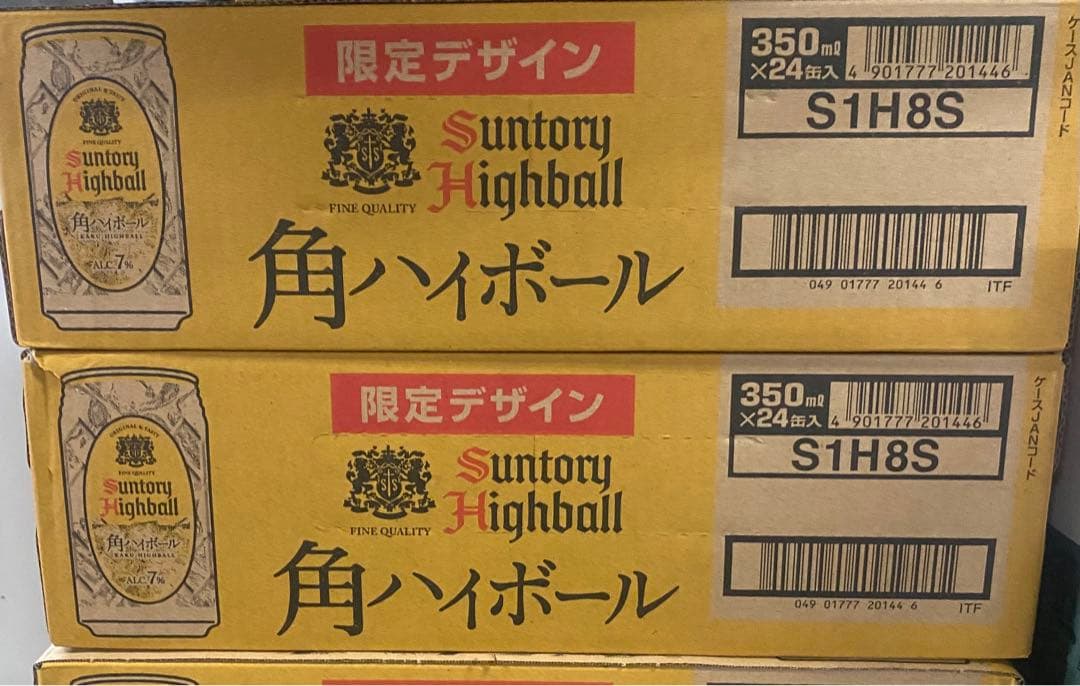 限定デザイン
Suntory
Highball
FINE QUALITY
角ハイボール
350ml
×24缶入
4 901777 201446
S1H8S
049 01777 20144 6
ITF
ケースJANコード
ORIGINAL & TASTY
FINE QUALITY
Suntory
Highball
角ハイボール
KAKU HIGHBALL
ALC.7%
限定デザイン
Suntory
Highball
FINE QUALITY
角ハイボール
350ml
×24缶入
4 901777 201446
S1H8S
049 01777 20144 6
ITF
ケースJANコード
ORIGINAL & TASTY
FINE QUALITY
Suntory
Highball
角ハイボール
KAKU HIGHBALL
ALC.7%